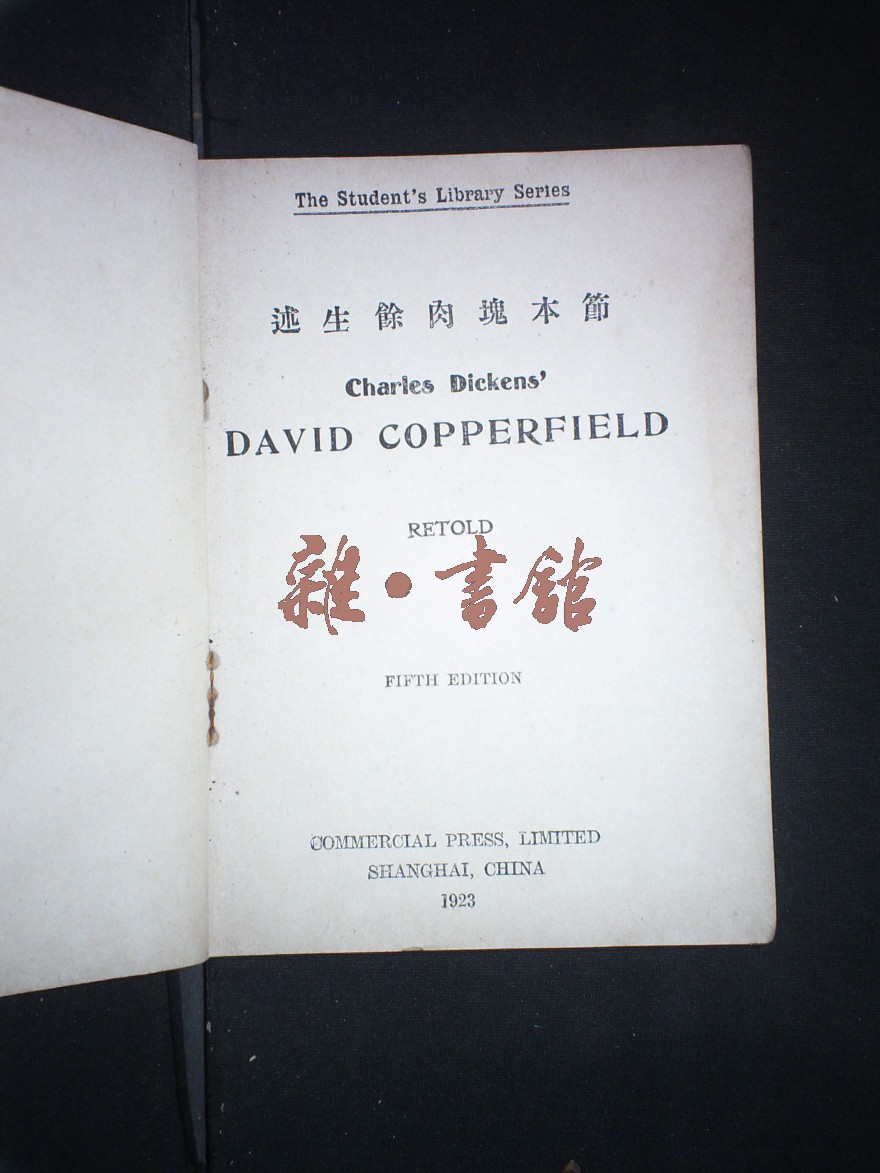 The Student's Library Series
節本塊肉餘生述
Charles Dickens'
DAVID COPPERFIELD
RETOLD
雜•書館
FIFTH EDITION
COMMERCIAL PRESS, LIMITED
SHANGHAI, CHINA
1923